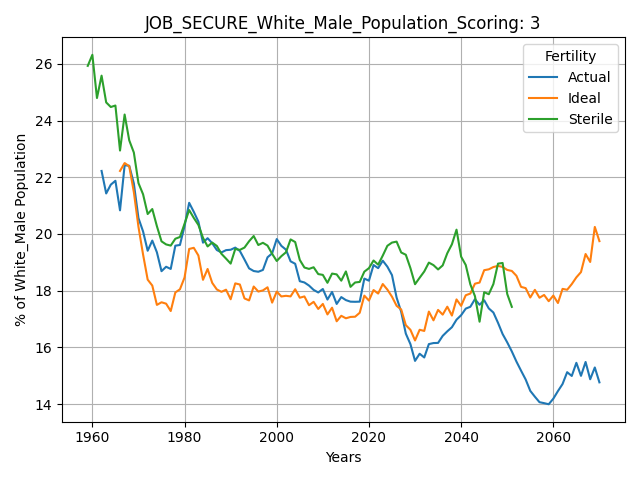 JOB_SECURE_White_Male_Population_Scoring: 3
Fertility
Actual
Ideal
Sterile
% of White_Male Population
26
24
22
20
18
16
14
1960 1980 2000 2020 2040 2060
Years